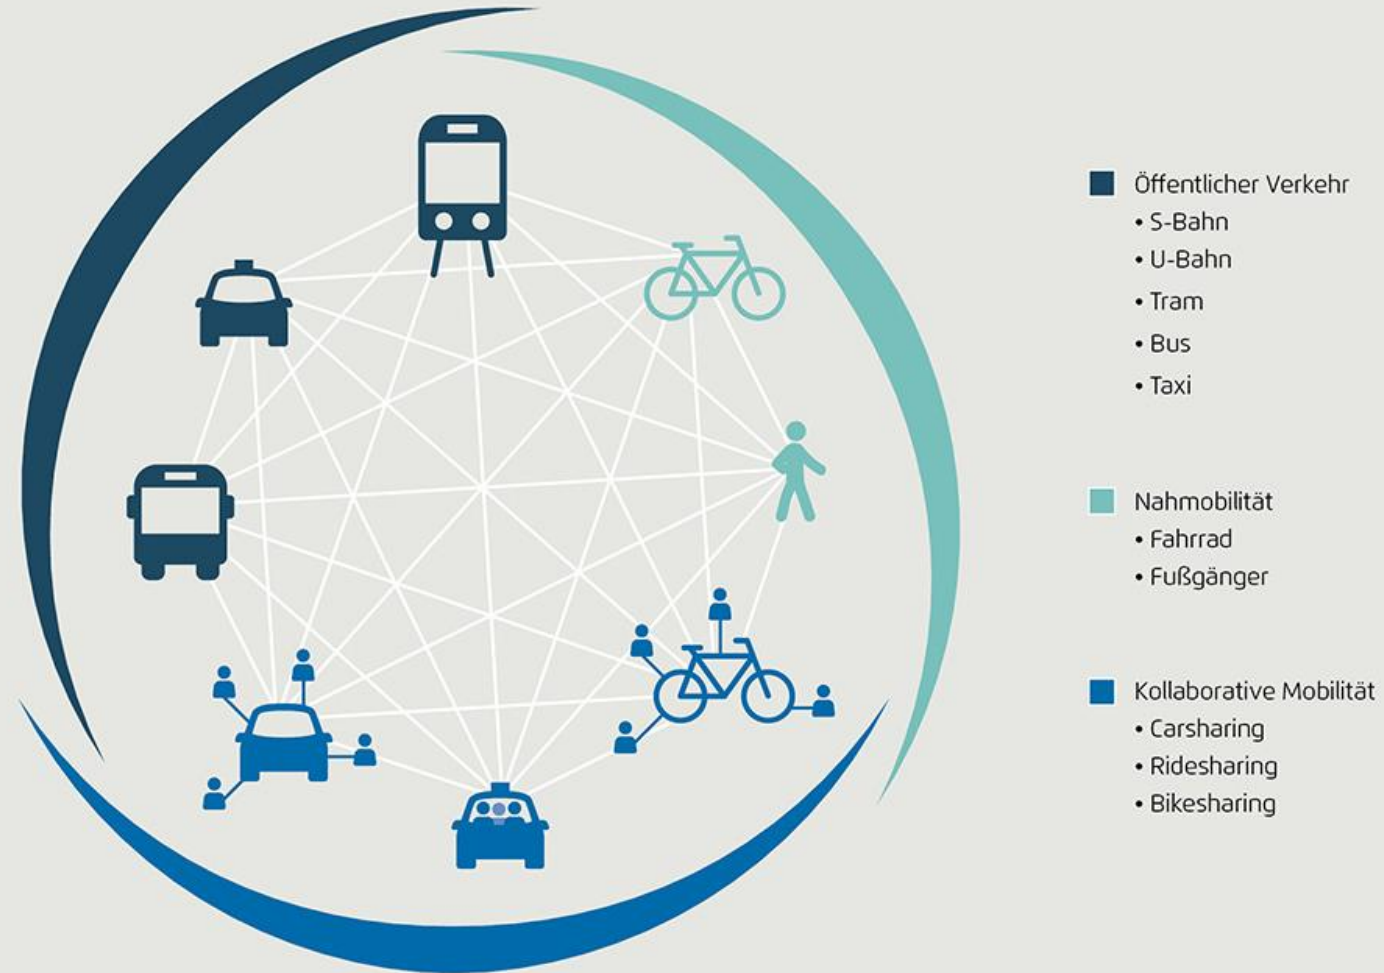 Öffentlicher Verkehr
• S-Bahn
• U-Bahn
• Tram
• Bus
• Taxi
Nahmobilität
• Fahrrad
• Fußgänger
Kollaborative Mobilität
• Carsharing
• Ridesharing
• Bikesharing